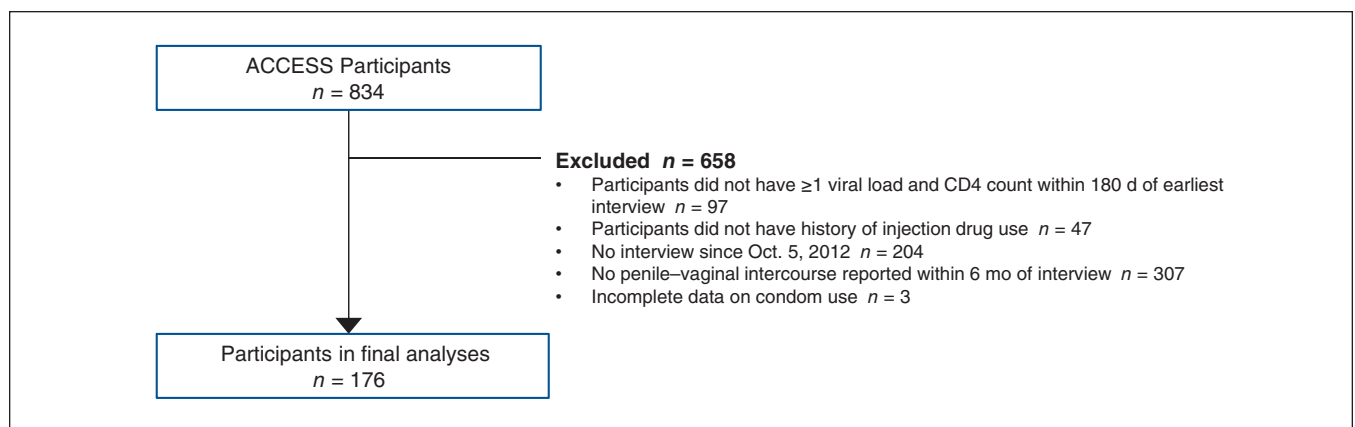 ACCESS Participants
n = 834
Excluded n = 658
• Participants did not have ≥1 viral load and CD4 count within 180 d of earliest
interview n = 97
• Participants did not have history of injection drug use n = 47
• No interview since Oct. 5, 2012 n = 204
• No penile–vaginal intercourse reported within 6 mo of interview n = 307
• Incomplete data on condom use n = 3
Participants in final analyses
n = 176